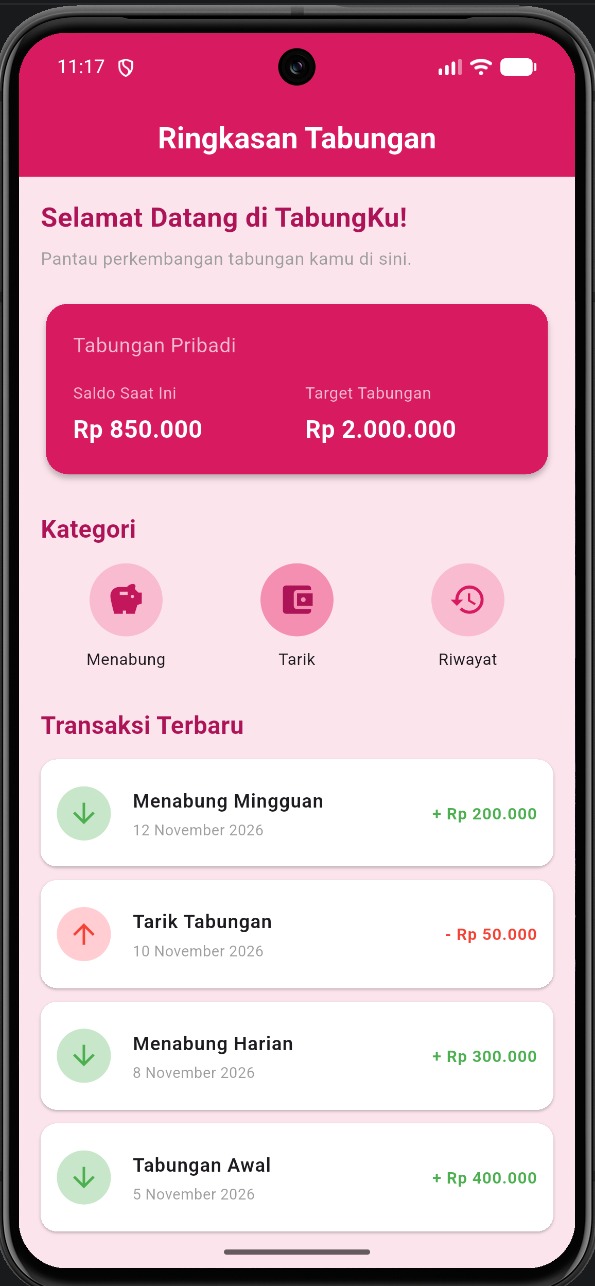 11:17
Ringkasan Tabungan
Selamat Datang di TabungKu!
Pantau perkembangan tabungan kamu di sini.
Tabungan Pribadi
Saldo Saat Ini Target Tabungan
Rp 850.000 Rp 2.000.000
Kategori
Menabung Tarik Riwayat
Transaksi Terbaru
Menabung Mingguan
12 November 2026
+ Rp 200.000
Tarik Tabungan
10 November 2026
- Rp 50.000
Menabung Harian
8 November 2026
+ Rp 300.000
Tabungan Awal
5 November 2026
+ Rp 400.000